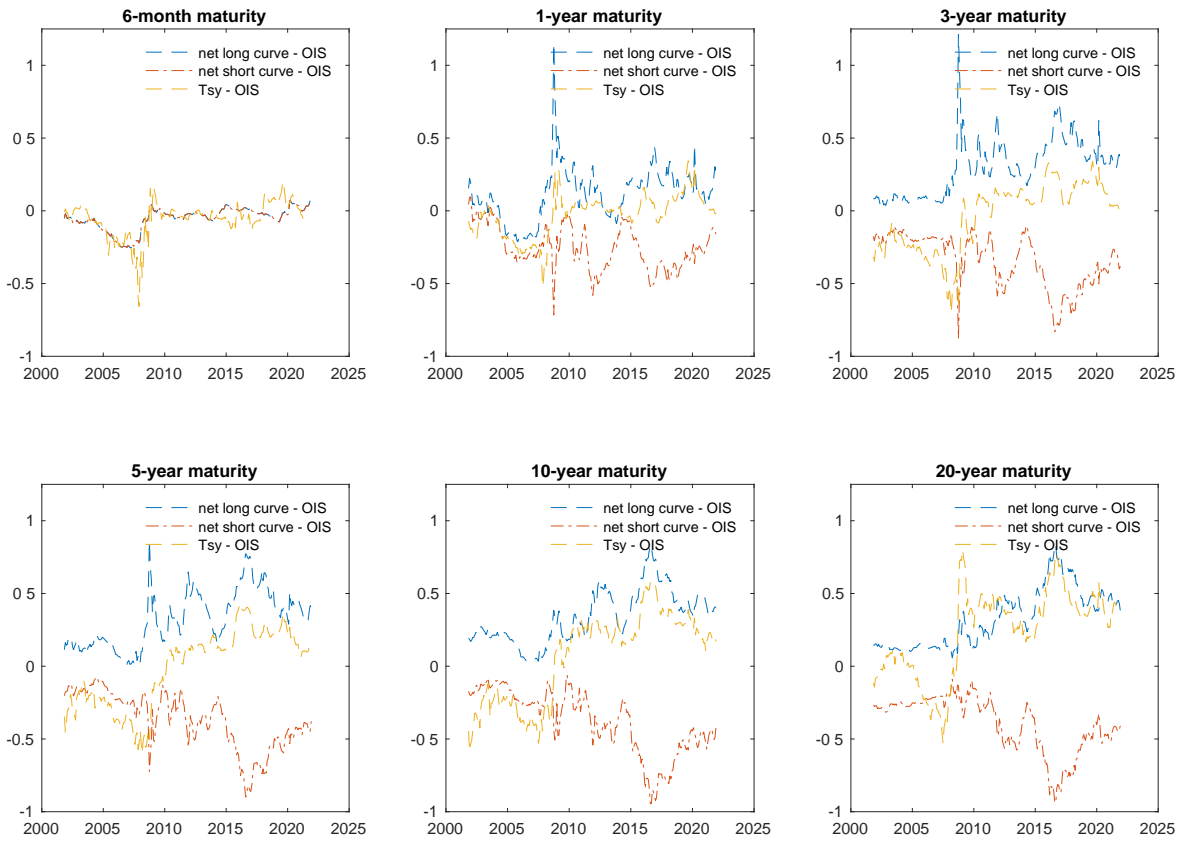 6-month maturity
net long curve - OIS
net short curve - OIS
Tsy - OIS
1
0 5
0
-0 5
-1
2000 2005 2010 2015 2020 2025
1-year maturity
net long curve - OIS
net short curve - OIS
Tsy - OIS
1
0.5
0
-0.5
-1
2000 2005 2010 2015 2020 2025
3-year maturity
net long curve - OIS
net short curve - OIS
Tsy - OIS
1
0.5
0
-0.5
-1
2000 2005 2010 2015 2020 2025
5-year maturity
net long curve - OIS
net short curve - OIS
Tsy - OIS
1
0 5
0
-0 5
-1
2000 2005 2010 2015 2020 2025
10-year maturity
net long curve - OIS
net short curve - OIS
Tsy - OIS
1
0.5
0
-0.5
-1
2000 2005 2010 2015 2020 2025
20-year maturity
net long curve - OIS
net short curve - OIS
Tsy - OIS
1
0.5
0
-0.5
-1
2000 2005 2010 2015 2020 2025